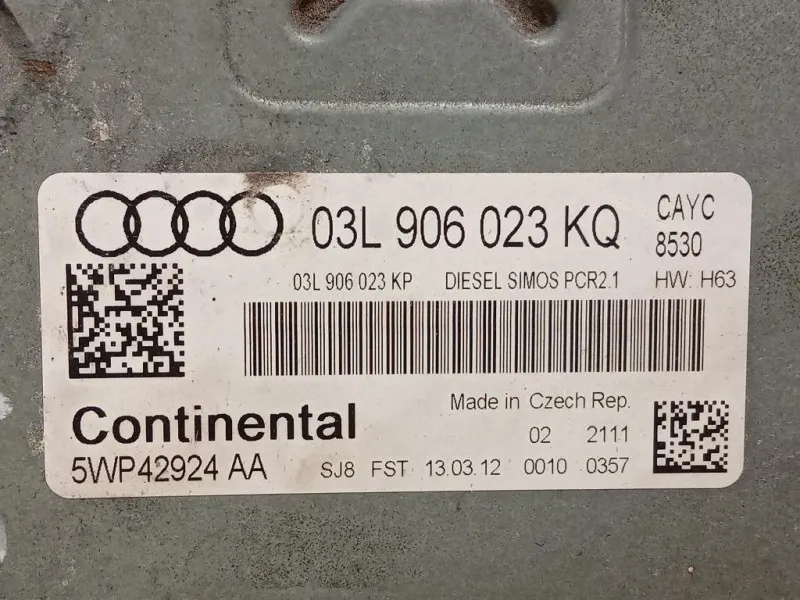 03L 906 023 KQ CAYC
8530
03L 906 023 KP DIESEL SIMOS PCR2.1 HW: H63
Continental Made in Czech Rep.
02 2111
5WP42924 AA SJ8 FST 13.03.12 0010 0357